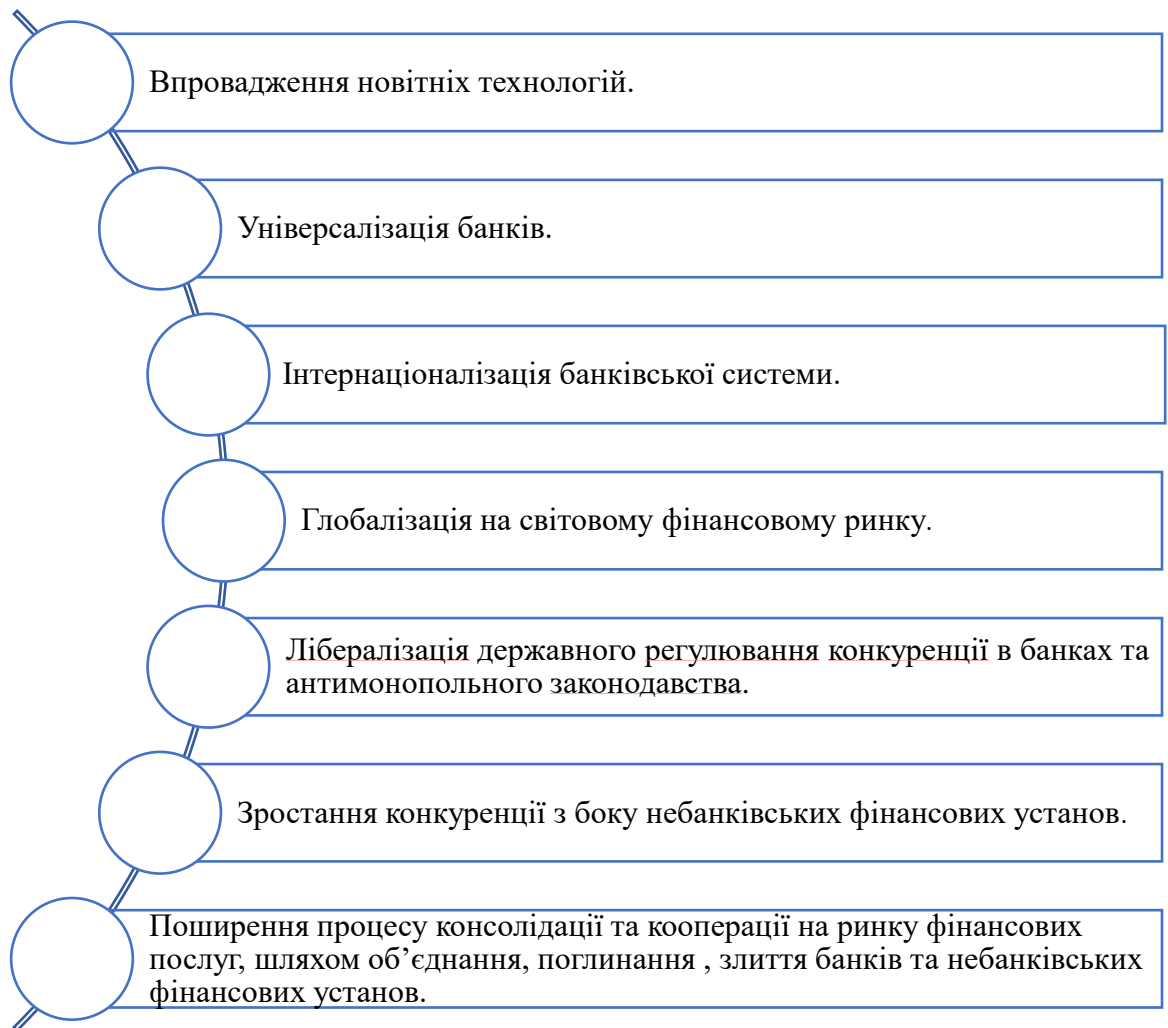 Впровадження новітніх технологій.
Універсалізація банків.
Інтернаціоналізація банківської системи.
Глобалізація на світовому фінансовому ринку.
Лібералізація державного регулювання конкуренції в банках та
антимонопольного законодавства.
Зростання конкуренції з боку небанківських фінансових установ.
Поширення процесу консолідації та кооперації на ринку фінансових
послуг, шляхом об’єднання, поглинання , злиття банків та небанківських
фінансових установ.